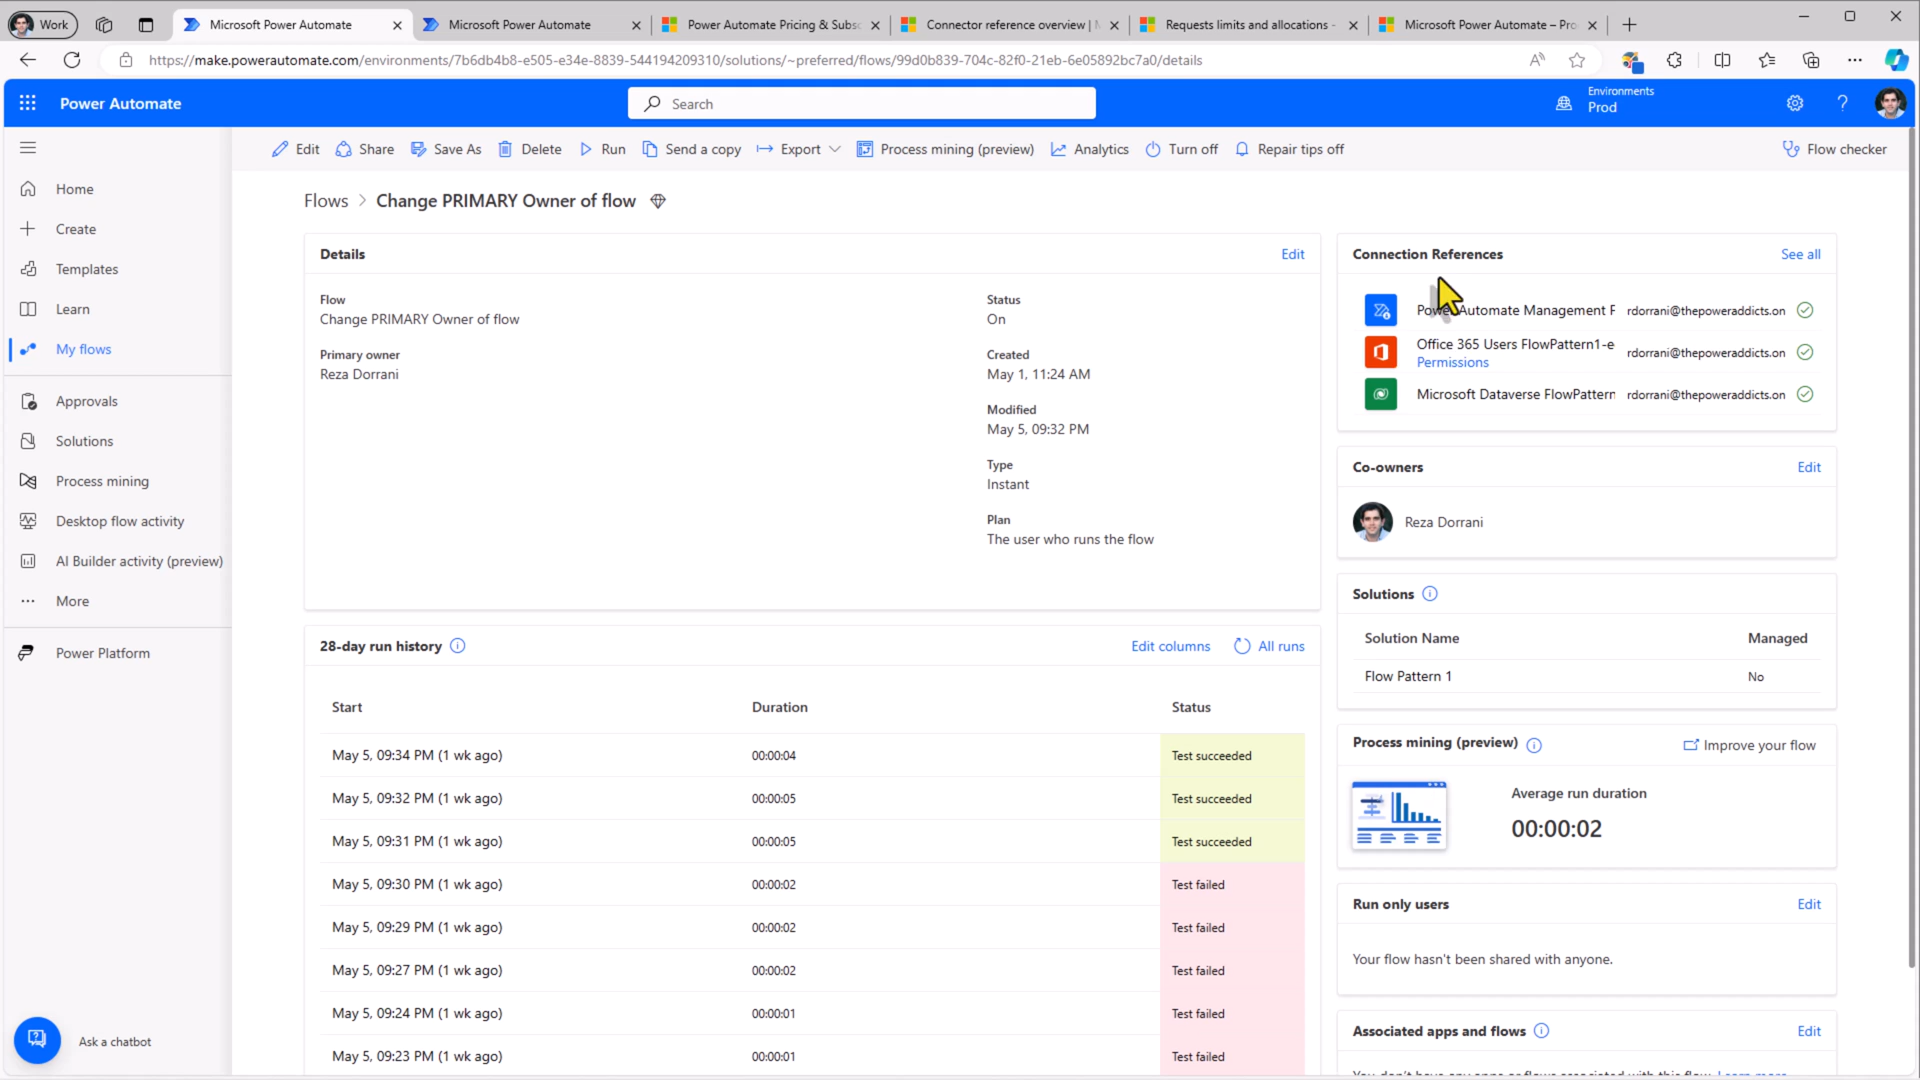 Work
Microsoft Power Automate
Microsoft Power Automate
Power Automate Pricing & Subsc
Connector reference overview |
Requests limits and allocations -
Microsoft Power Automate – Pro
https://make.powerautomate.com/environments/7b6db4b8-e505-e34e-8839-544194209310/solutions/~preferred/flows/99d0b839-704c-82f0-21eb-6e05892bc7a0/details
Power Automate
Search
Environments
Prod
Edit
Share
Save As
Delete
Run
Send a copy
Export
Process mining (preview)
Analytics
Turn off
Repair tips off
Flow checker
Home
Create
Templates
Learn
My flows
Approvals
Solutions
Process mining
Desktop flow activity
AI Builder activity (preview)
More
Power Platform
Ask a chatbot
Flows > Change PRIMARY Owner of flow
Details
Edit
Flow
Change PRIMARY Owner of flow
Primary owner
Reza Dorrani
Status
On
Created
May 1, 11:24 AM
Modified
May 5, 09:32 PM
Type
Instant
Plan
The user who runs the flow
28-day run history
Edit columns
All runs
Start Duration Status
May 5, 09:34 PM (1 wk ago) 00:00:04 Test succeeded
May 5, 09:32 PM (1 wk ago) 00:00:05 Test succeeded
May 5, 09:31 PM (1 wk ago) 00:00:05 Test succeeded
May 5, 09:30 PM (1 wk ago) 00:00:02 Test failed
May 5, 09:29 PM (1 wk ago) 00:00:02 Test failed
May 5, 09:27 PM (1 wk ago) 00:00:02 Test failed
May 5, 09:24 PM (1 wk ago) 00:00:01 Test failed
May 5, 09:23 PM (1 wk ago) 00:00:01 Test failed
Connection References
See all
Power Automate Management F rdorrani@thepoweraddicts.on
Office 365 Users FlowPattern1-e rdorrani@thepoweraddicts.on
Permissions
Microsoft Dataverse FlowPattern rdorrani@thepoweraddicts.on
Co-owners
Edit
Reza Dorrani
Solutions
Solution Name Managed
Flow Pattern 1 No
Process mining (preview)
Improve your flow
Average run duration
00:00:02
Run only users
Edit
Your flow hasn't been shared with anyone.
Associated apps and flows
Edit